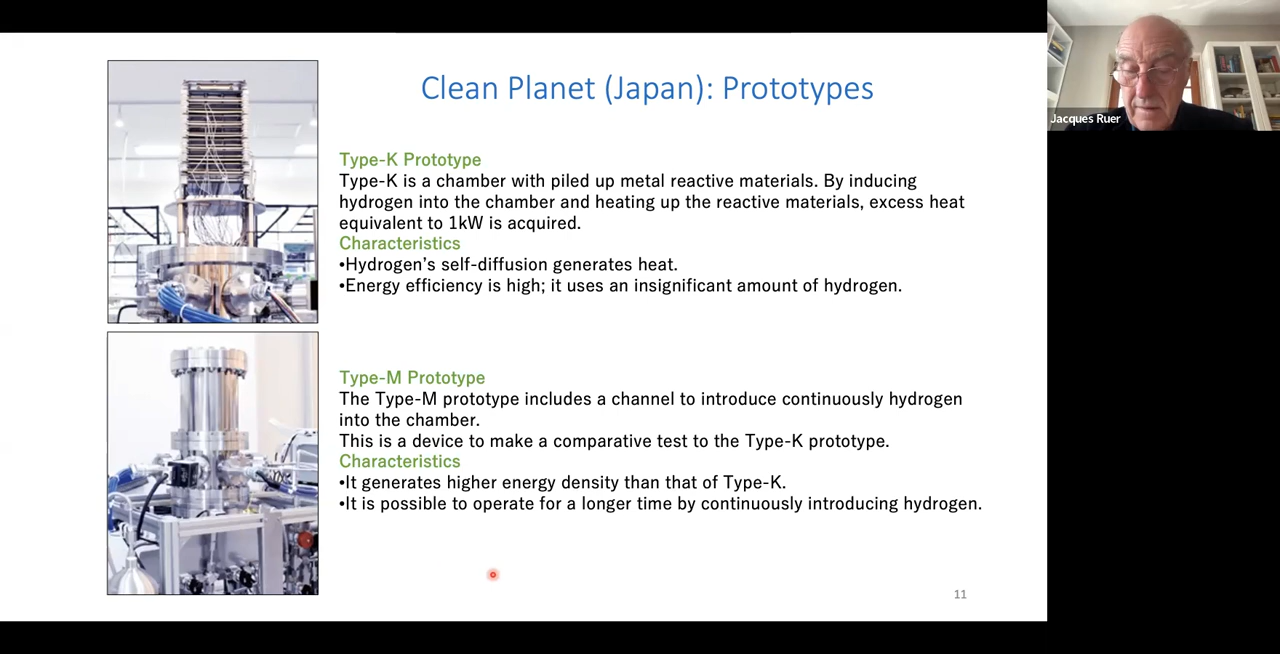 Clean Planet (Japan): Prototypes
Jacques Ruer
Type-K Prototype
Type-K is a chamber with piled up metal reactive materials. By inducing
hydrogen into the chamber and heating up the reactive materials, excess heat
equivalent to 1kW is acquired.
Characteristics
•Hydrogen's self-diffusion generates heat.
•Energy efficiency is high; it uses an insignificant amount of hydrogen.
Type-M Prototype
The Type-M prototype includes a channel to introduce continuously hydrogen
into the chamber.
This is a device to make a comparative test to the Type-K prototype.
Characteristics
•It generates higher energy density than that of Type-K.
•It is possible to operate for a longer time by continuously introducing hydrogen.
11